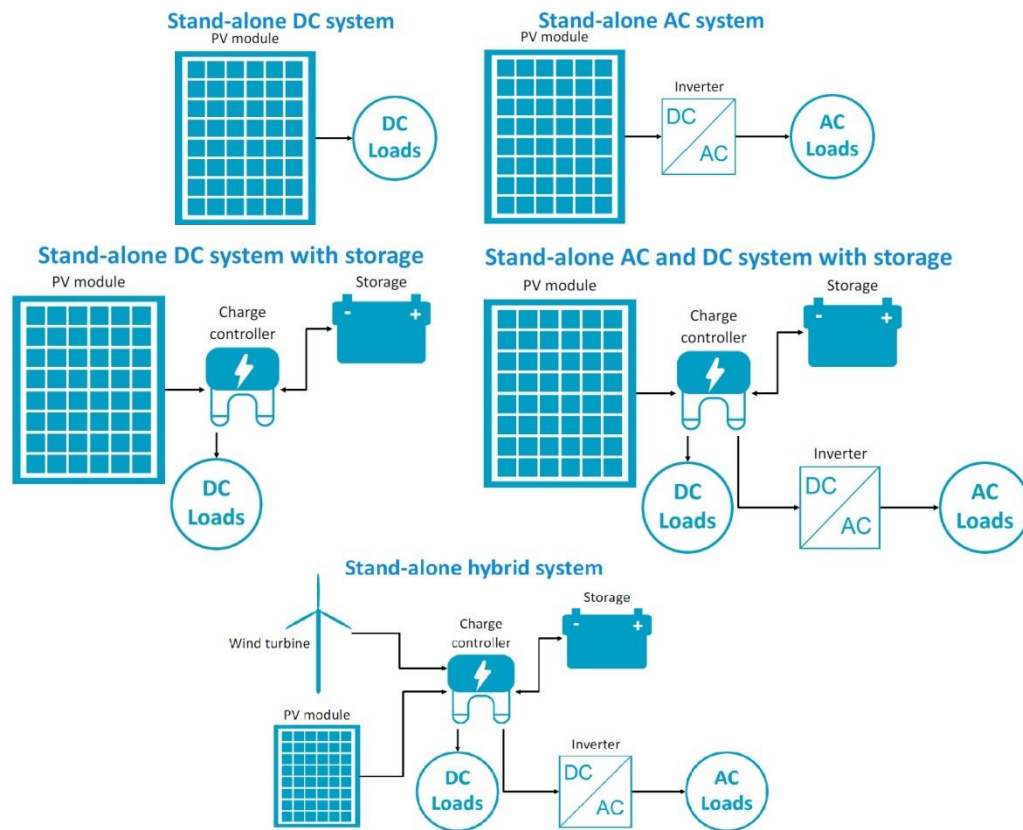 Stand-alone DC system
PV module
DC
Loads
Stand-alone AC system
PV module
Inverter
DC
AC
AC
Loads
Stand-alone DC system with storage
PV module
Charge
controller
Storage
- +
DC
Loads
Stand-alone AC and DC system with storage
PV module
Charge
controller
Storage
- +
DC
Loads
Inverter
DC
AC
AC
Loads
Stand-alone hybrid system
Wind turbine
Charge
controller
Storage
- +
PV module
DC
Loads
Inverter
DC
AC
AC
Loads